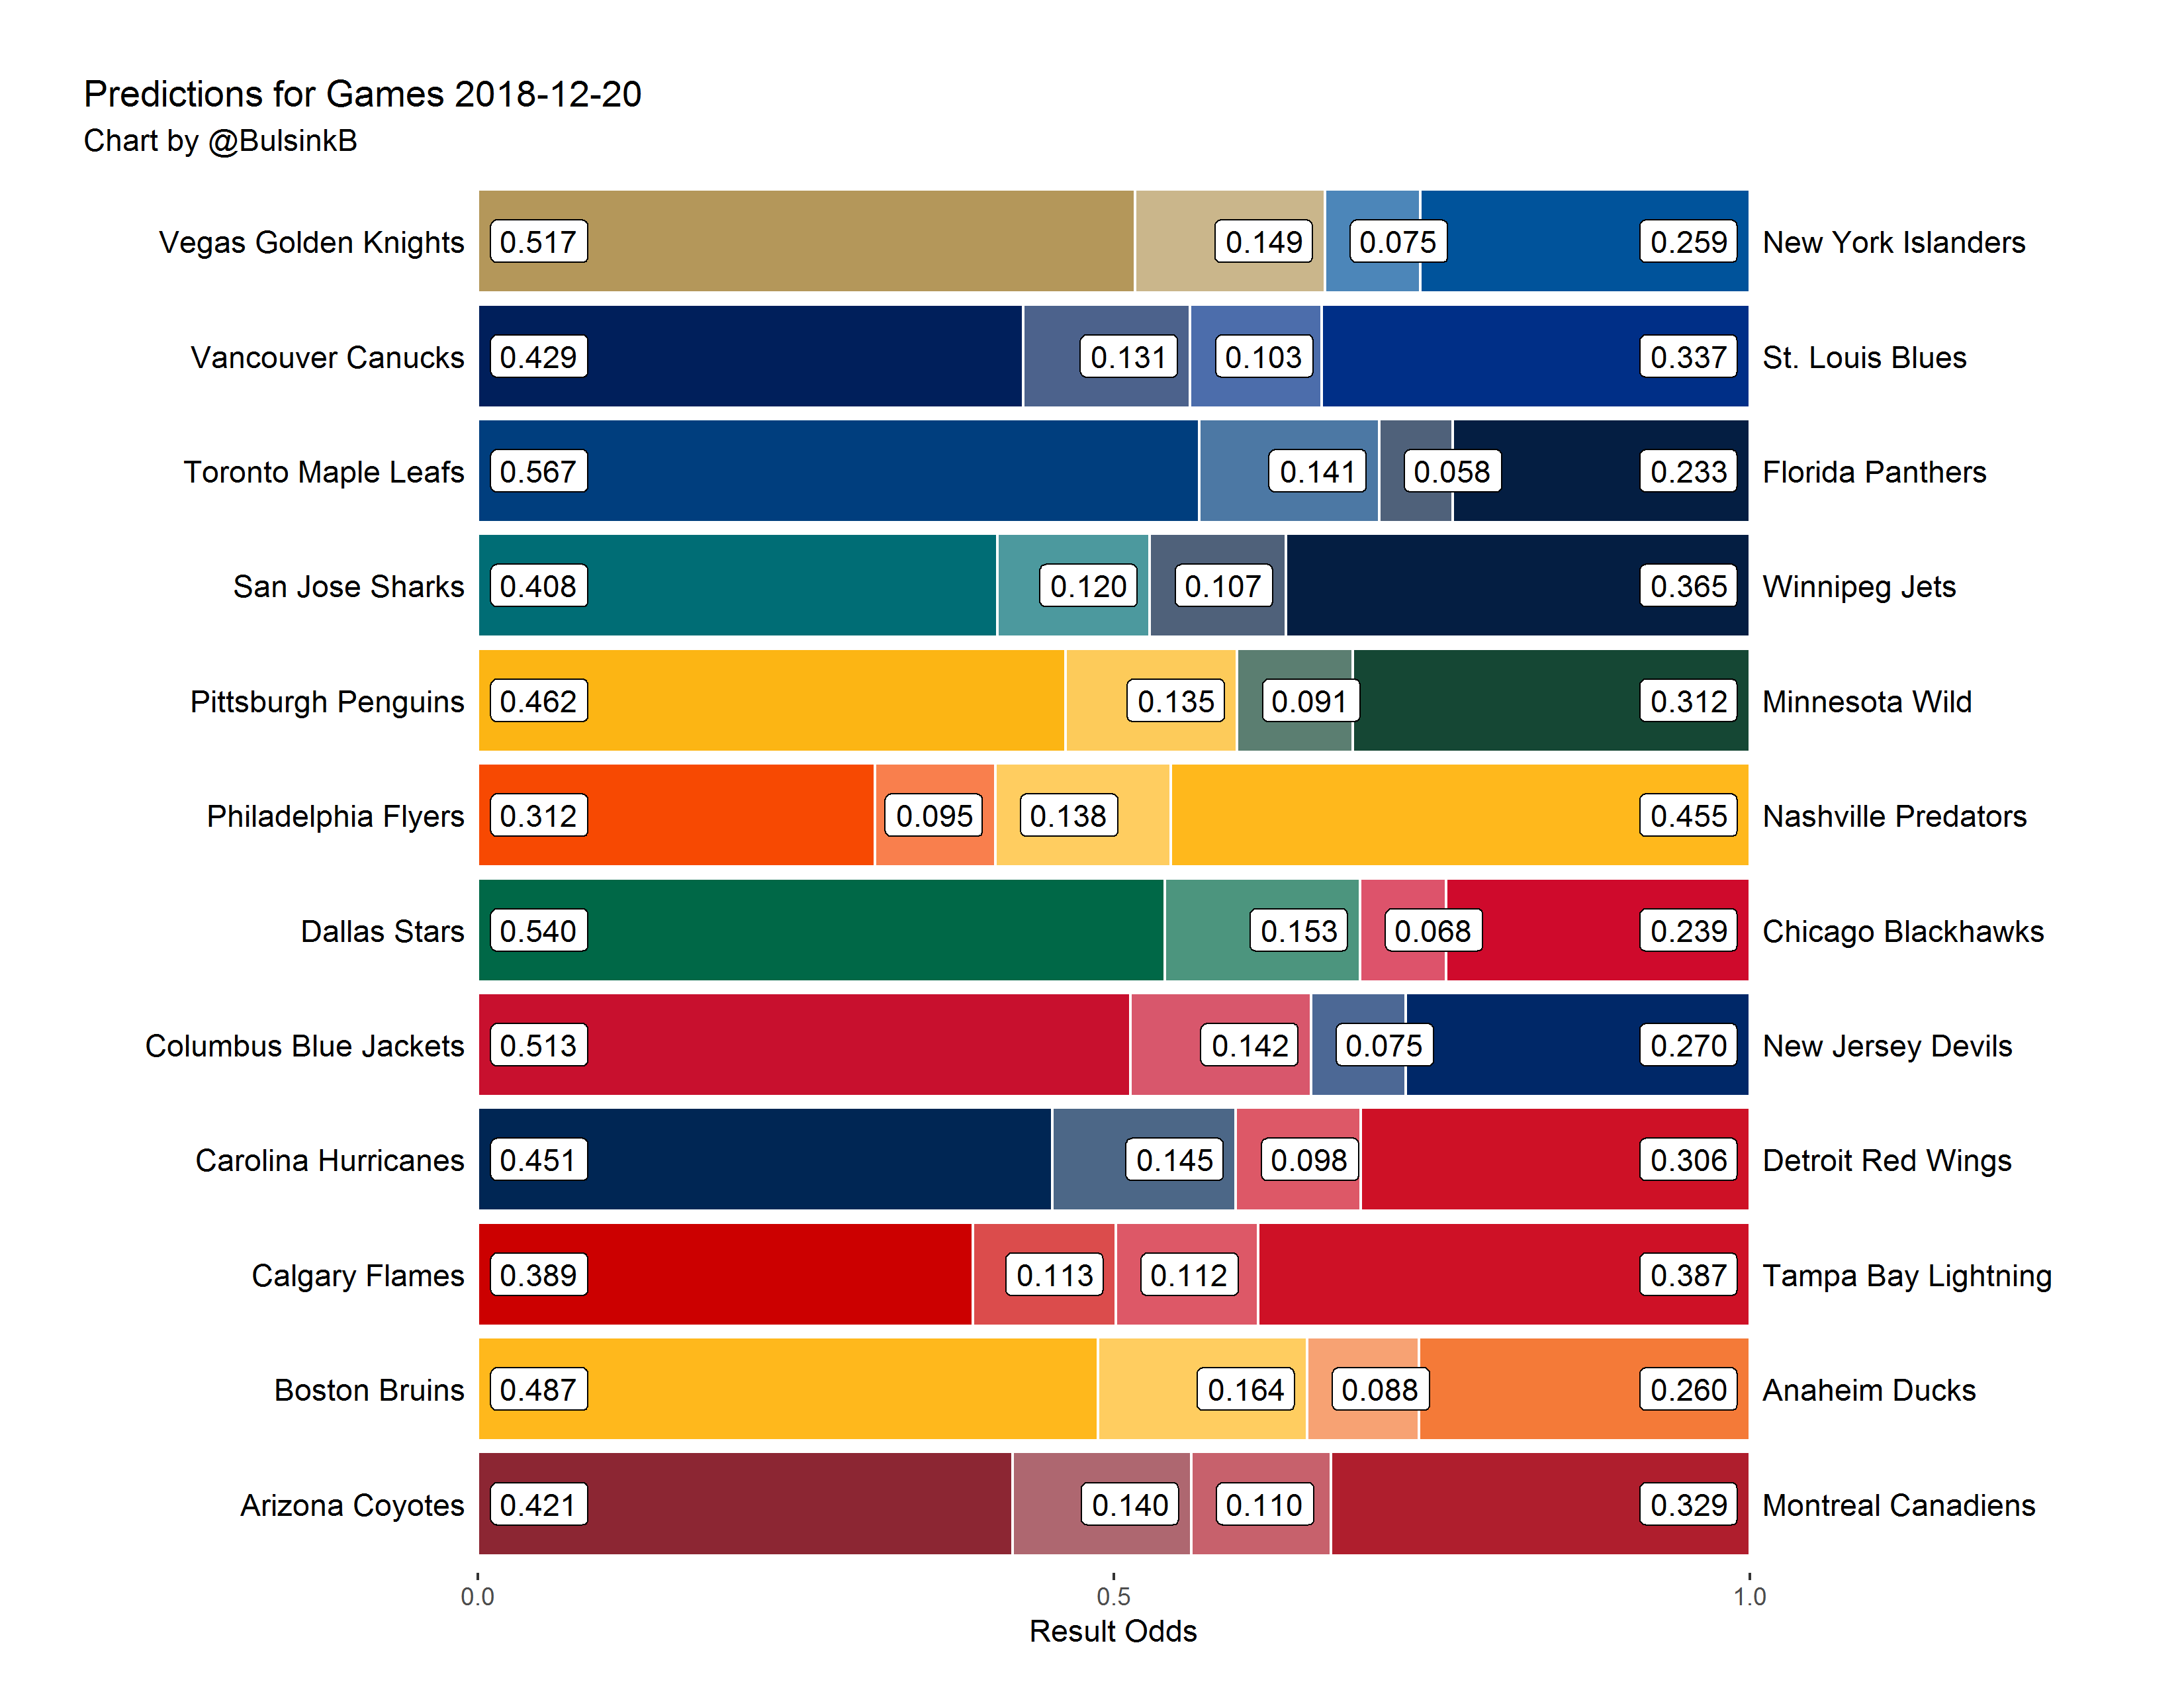 Predictions for Games 2018-12-20
Chart by @BulsinkB
Vegas Golden Knights 0.517 0.149 0.075 0.259 New York Islanders
Vancouver Canucks 0.429 0.131 0.103 0.337 St. Louis Blues
Toronto Maple Leafs 0.567 0.141 0.058 0.233 Florida Panthers
San Jose Sharks 0.408 0.120 0.107 0.365 Winnipeg Jets
Pittsburgh Penguins 0.462 0.135 0.091 0.312 Minnesota Wild
Philadelphia Flyers 0.312 0.095 0.138 0.455 Nashville Predators
Dallas Stars 0.540 0.153 0.068 0.239 Chicago Blackhawks
Columbus Blue Jackets 0.513 0.142 0.075 0.270 New Jersey Devils
Carolina Hurricanes 0.451 0.145 0.098 0.306 Detroit Red Wings
Calgary Flames 0.389 0.113 0.112 0.387 Tampa Bay Lightning
Boston Bruins 0.487 0.164 0.088 0.260 Anaheim Ducks
Arizona Coyotes 0.421 0.140 0.110 0.329 Montreal Canadiens
0.0 0.5 1.0
Result Odds